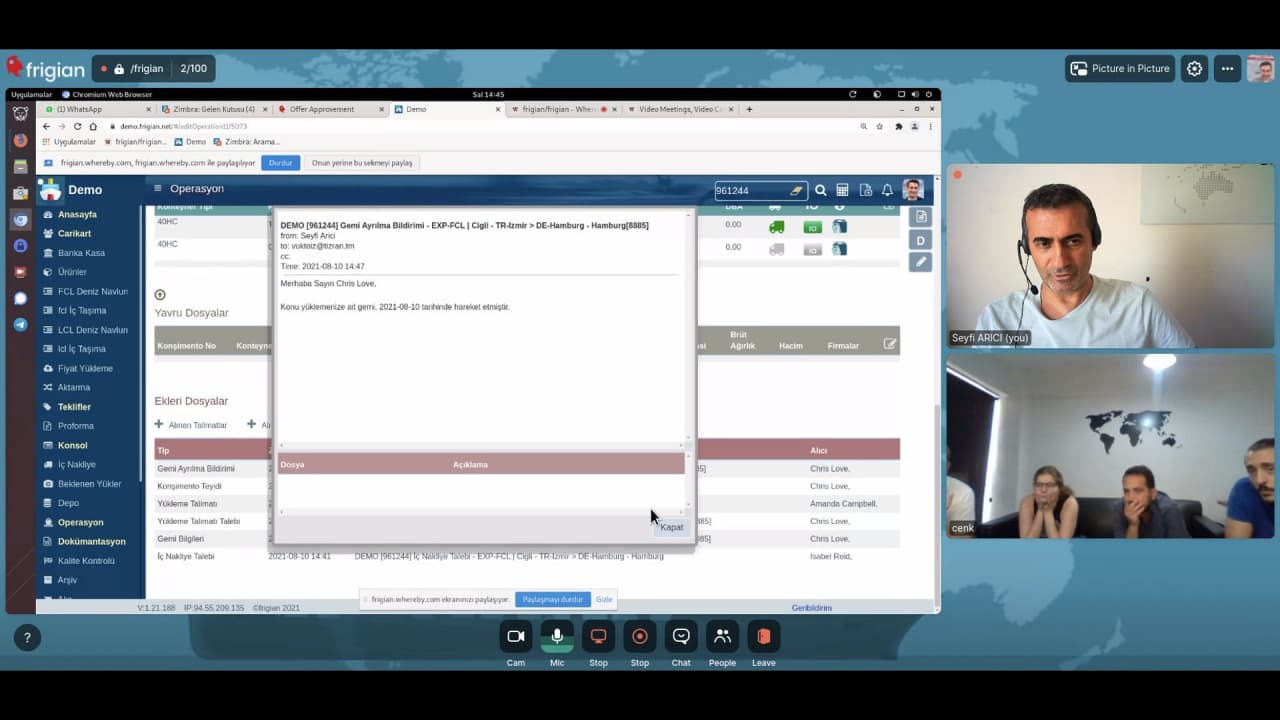 frigian
/frigian 2/100
Picture in Picture
Uygulamalar Chromium Web Browser Sal 14:45
(1) WhatsApp Zimbra: Gelen Kutusu (4) Offer Approvement Demo frigian/frigian - Where Video Meetings, Video Ca
demo.frigian.net/#/editOperation11/5073
Uygulamalar frigian/frigian... Demo Zimbra: Arama...
frigian.whereby.com, frigian.whereby.com ile paylaşılıyor Durdur Onun yerine bu sekmeyi paylaş
Demo Operasyon 961244
Anasayfa
Carikart
Banka Kasa
Ürünler
FCL Deniz Navlun
fcl İç Taşıma
LCL Deniz Navlun
lcl İç Taşıma
Fiyat Yükleme
Aktarma
Teklifler
Proforma
Konsol
İç Nakliye
Beklenen Yükler
Depo
Operasyon
Dokümantasyon
Kalite Kontrolü
Arşiv
Konteyner Tipi
40HC 0.00 IO
40HC 0.00 IO
D
DEMO [961244] Gemi Ayrılma Bildirimi - EXP-FCL | Cigli - TR-Izmir > DE-Hamburg - Hamburg[8885]
from: Seyfi Arici
to: vuktoiz@tizran.tm
cc:
Time: 2021-08-10 14:47
Merhaba Sayın Chris Love,
Konu yüklemenize ait gemi, 2021-08-10 tarihinde hareket etmiştir.
Dosya Açıklama
Kapat
Yavru Dosyalar
Konşimento No Brüt Ağırlık Hacim Firmalar
Ekleri Dosyalar
Alınan Talimatlar
Tip Alıcı
Gemi Ayrılma Bildirimi Chris Love,
Konşimento Teyidi Chris Love,
Yükleme Talimatı Amanda Campbell,
Yükleme Talimatı Talebi Chris Love,
Gemi Bilgileri Chris Love,
İç Nakliye Talebi 2021-08-10 14:41 DEMO [961244] İç Nakliye Talebi - EXP-FCL | Cigli - TR-Izmir > DE-Hamburg - Hamburg Isabel Reid,
frigian.whereby.com ekranınızı paylaşıyor. Paylaşmayı durdur Gizle
V:1.21.188 IP:94.55.209.135 ©frigian 2021 Geribildirim
Seyfi ARICI (you)
cenk
?
Cam Mic Stop Stop Chat People Leave